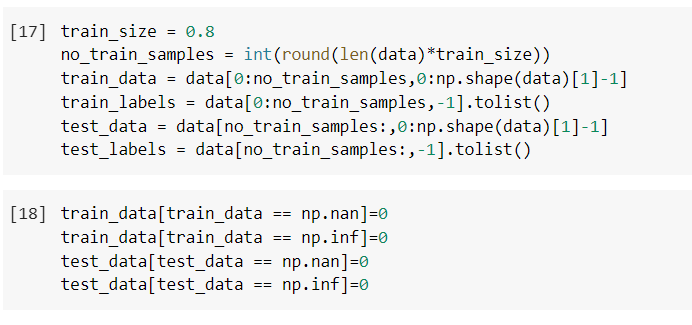 [17] train_size = 0.8
no_train_samples = int(round(len(data)*train_size))
train_data = data[0:no_train_samples,0:np.shape(data)[1]-1]
train_labels = data[0:no_train_samples,-1].tolist()
test_data = data[no_train_samples:,0:np.shape(data)[1]-1]
test_labels = data[no_train_samples:,-1].tolist()
[18] train_data[train_data == np.nan]=0
train_data[train_data == np.inf]=0
test_data[test_data == np.nan]=0
test_data[test_data == np.inf]=0